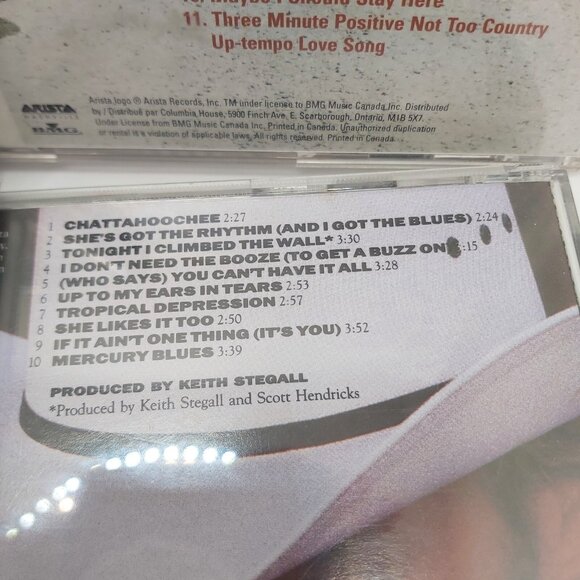 11. Three Minute Positive Not Too Country
Up-tempo Love Song
ARISTA
BMG
Arista logo ® Arista Records, Inc. TM under license to BMG Music Canada Inc. Distributed
by / Distribué par Columbia House, 5900 Finch Ave. E. Scarborough, Ontario, M1B 5X7.
Under License from BMG Music Canada Inc. Printed in Canada. Unauthorized duplication
or rental is a violation of applicable laws. All rights reserved. Printed in Canada.
1 CHATTAHOOCHEE 2:27
2 SHE'S GOT THE RHYTHM (AND I GOT THE BLUES) 2:24
3 TONIGHT I CLIMBED THE WALL* 3:30
4 I DON'T NEED THE BOOZE (TO GET A BUZZ ON) :15
5 (WHO SAYS) YOU CAN'T HAVE IT ALL 3:28
6 UP TO MY EARS IN TEARS 2:53
7 TROPICAL DEPRESSION 2:57
8 SHE LIKES IT TOO 2:50
9 IF IT AIN'T ONE THING (IT'S YOU) 3:52
10 MERCURY BLUES 3:39
PRODUCED BY KEITH STEGALL
*Produced by Keith Stegall and Scott Hendricks